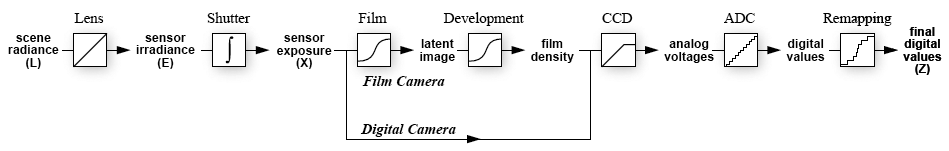 Lens
Shutter
Film
Development
CCD
ADC
Remapping
scene
radiance
(L)
sensor
irradiance
(E)
∫
sensor
exposure
(X)
latent
image
film
density
analog
voltages
digital
values
final
digital
values
(Z)
Film Camera
Digital Camera